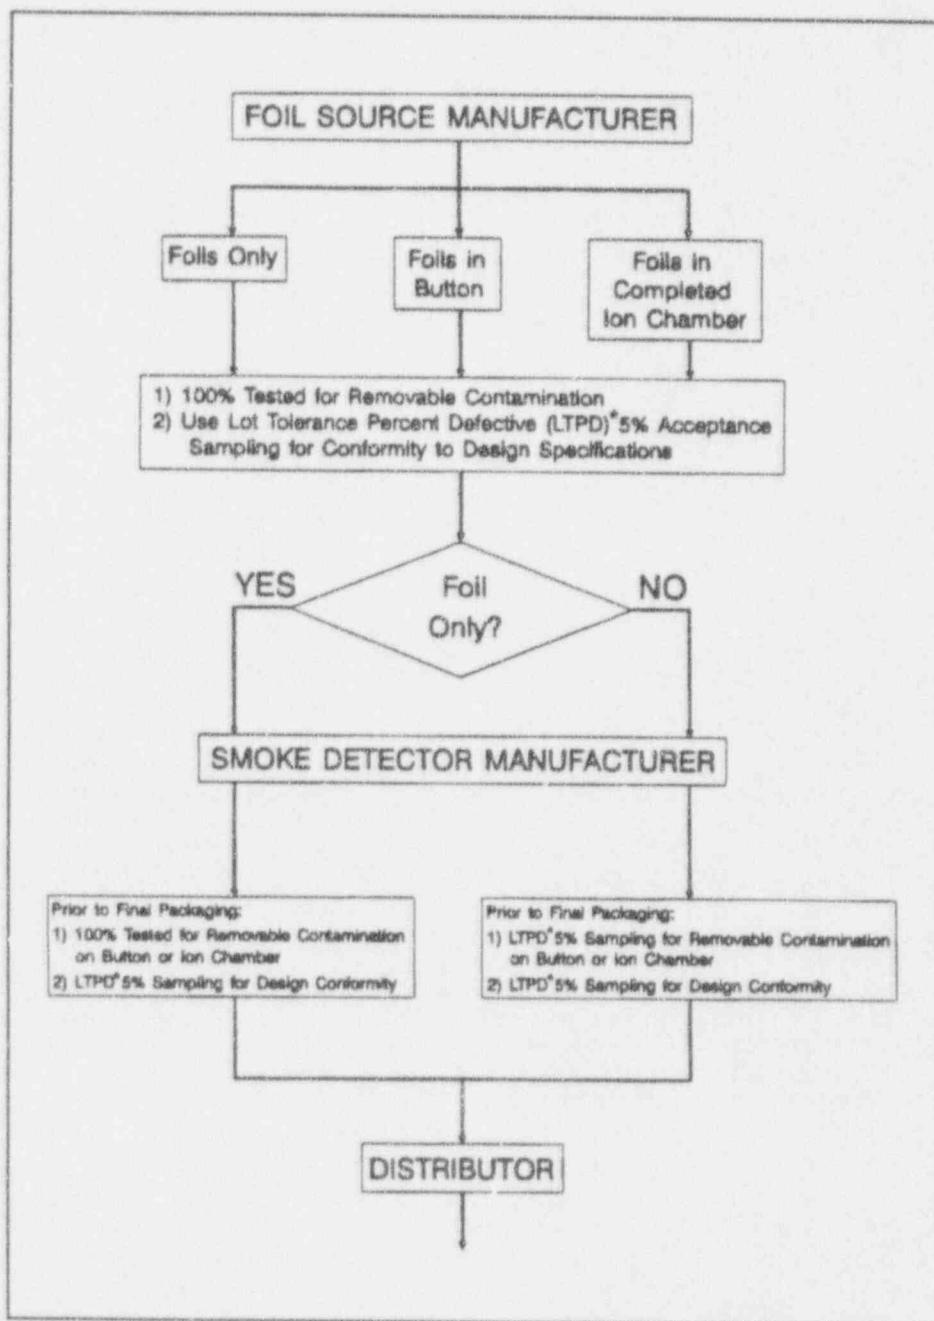 FOIL SOURCE MANUFACTURER
Foils Only
Foils in
Button
Foils in
Completed
Ion Chamber
1) 100% Tested for Removable Contamination
2) Use Lot Tolerance Percent Defective (LTPD)*5% Acceptance
Sampling for Conformity to Design Specifications
YES
Foil
Only?
NO
SMOKE DETECTOR MANUFACTURER
Prior to Final Packaging:
1) 100% Tested for Removable Contamination
on Button or Ion Chamber
2) LTPD*5% Sampling for Design Conformity
Prior to Final Packaging:
1) LTPD*5% Sampling for Removable Contamination
on Button or Ion Chamber
2) LTPD*5% Sampling for Design Conformity
DISTRIBUTOR